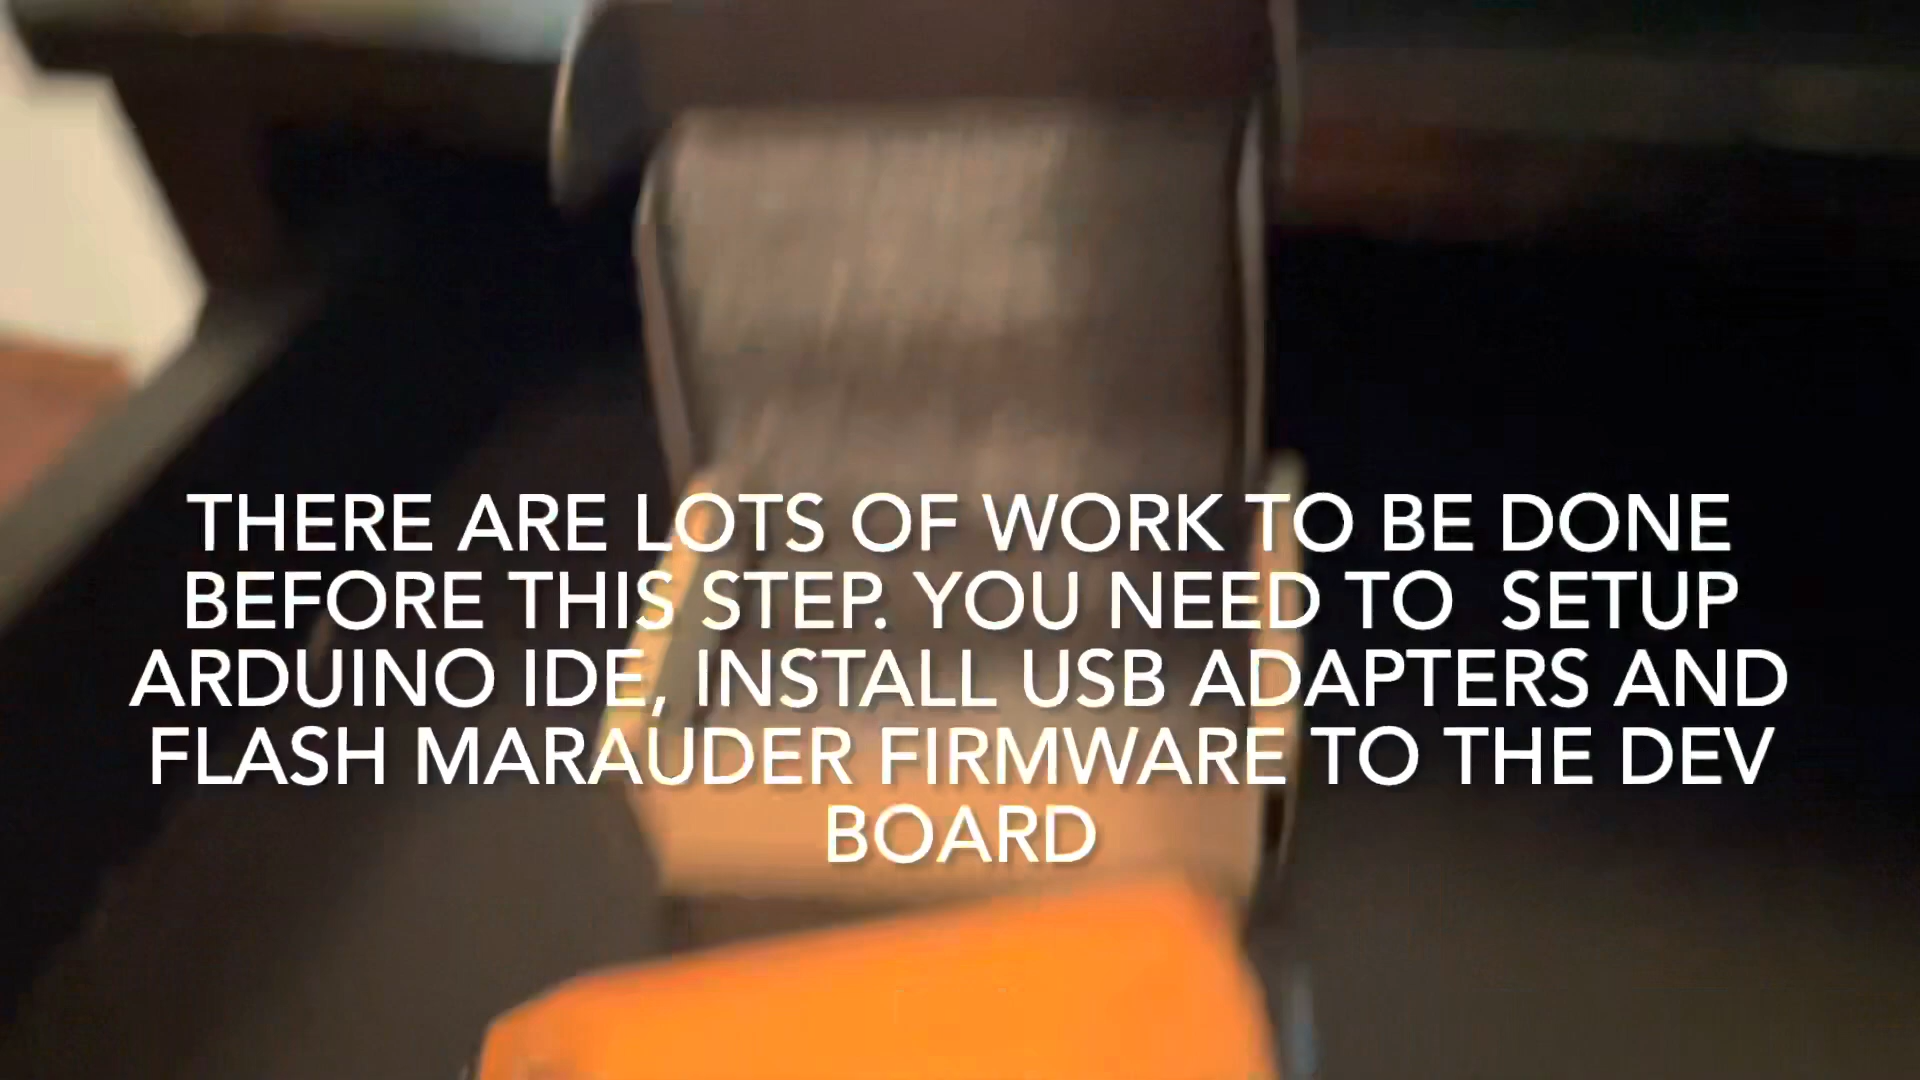 THERE ARE LOTS OF WORK TO BE DONE
BEFORE THIS STEP. YOU NEED TO  SETUP
ARDUINO IDE, INSTALL USB ADAPTERS AND
FLASH MARAUDER FIRMWARE TO THE DEV
BOARD